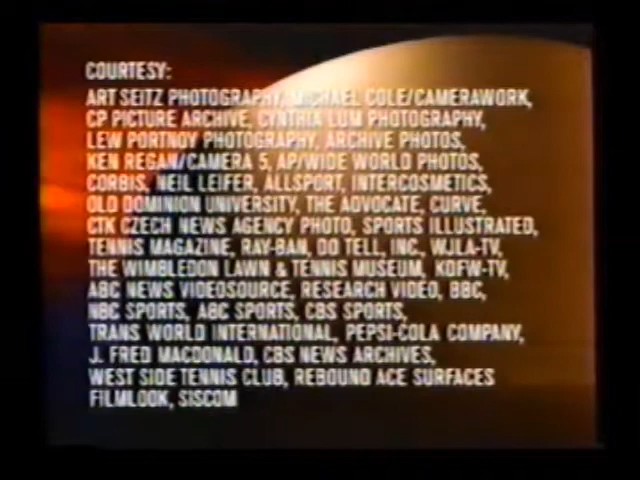 COURTESY:
ART SEITZ PHOTOGRAPHY, MICHAEL COLE/CAMERAWORK,
CP PICTURE ARCHIVE, CYNTHIA LUM PHOTOGRAPHY,
LEW PORTNOY PHOTOGRAPHY, ARCHIVE PHOTOS,
KEN REGAN/CAMERA 5, AP/WIDE WORLD PHOTOS,
CORBIS, NEIL LEIFER, ALLSPORT, INTERCOSMETICS,
OLD DOMINION UNIVERSITY, THE ADVOCATE, CURVE,
CTK CZECH NEWS AGENCY PHOTO, SPORTS ILLUSTRATED,
TENNIS MAGAZINE, RAY-BAN, DO TELL, INC., WJLA-TV,
THE WIMBLEDON LAWN & TENNIS MUSEUM, KDFW-TV,
ABC NEWS VIDEOSOURCE, RESEARCH VIDEO, BBC,
NBC SPORTS, ABC SPORTS, CBS SPORTS,
TRANS WORLD INTERNATIONAL, PEPSI-COLA COMPANY,
J. FRED MACDONALD, CBS NEWS ARCHIVES,
WEST SIDE TENNIS CLUB, REBOUND ACE SURFACES
FILMLOOK, SISCOM